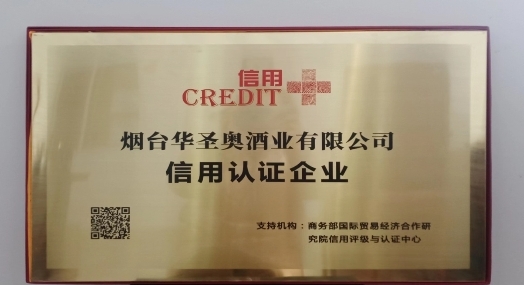 信用
CREDIT
烟台华圣奥酒业有限公司
信用认证企业
支持机构：商务部国际贸易经济合作研
究院信用评级与认证中心